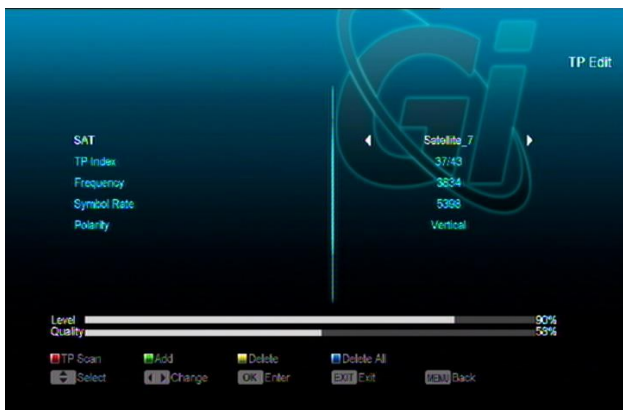 TP Edit
SAT Satellite_7
TP Index 37/43
Frequency 3834
Symbol Rate 5398
Polarity Vertical
Level 90%
Quality 58%
TP Scan Add Delete Delete All
Select Change OK Enter EXIT Exit MENU Back